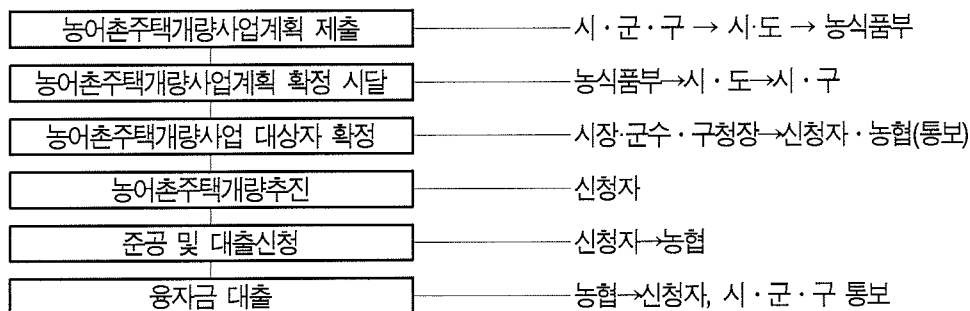 농어촌주택개량사업계획 제출 시·군·구 → 시·도 → 농식품부
농어촌주택개량사업계획 확정 시달 농식품부→시·도→시·구
농어촌주택개량사업 대상자 확정 시장·군수·구청장→신청자·농협(통보)
농어촌주택개량추진 신청자
준공 및 대출신청 신청자→농협
융자금 대출 농협→신청자, 시·군·구 통보